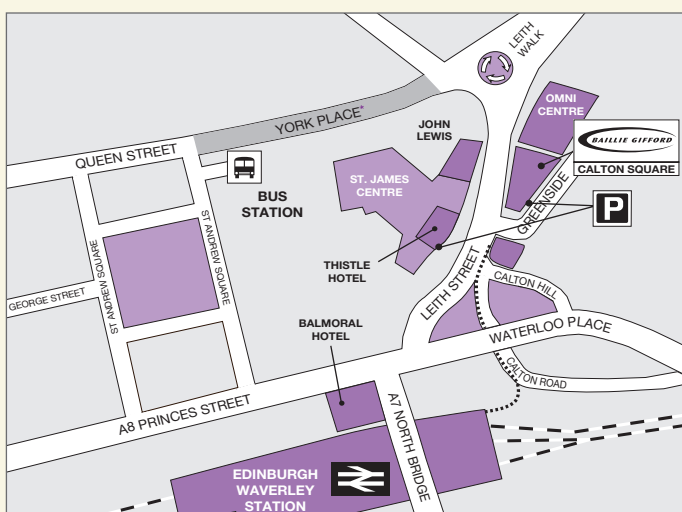 LEITH
WALK
OMNI
CENTRE
JOHN
LEWIS
YORK PLACE*
BAILLIE GIFFORD
CALTON SQUARE
QUEEN STREET
ST. JAMES
CENTRE
BUS
STATION
P
GREENSIDE
ST ANDREW SQUARE
ST ANDREW SQUARE
THISTLE
HOTEL
LEITH STREET
CALTON HILL
GEORGE STREET
BALMORAL
HOTEL
WATERLOO PLACE
CALTON ROAD
A8 PRINCES STREET
A7 NORTH BRIDGE
EDINBURGH
WAVERLEY
STATION